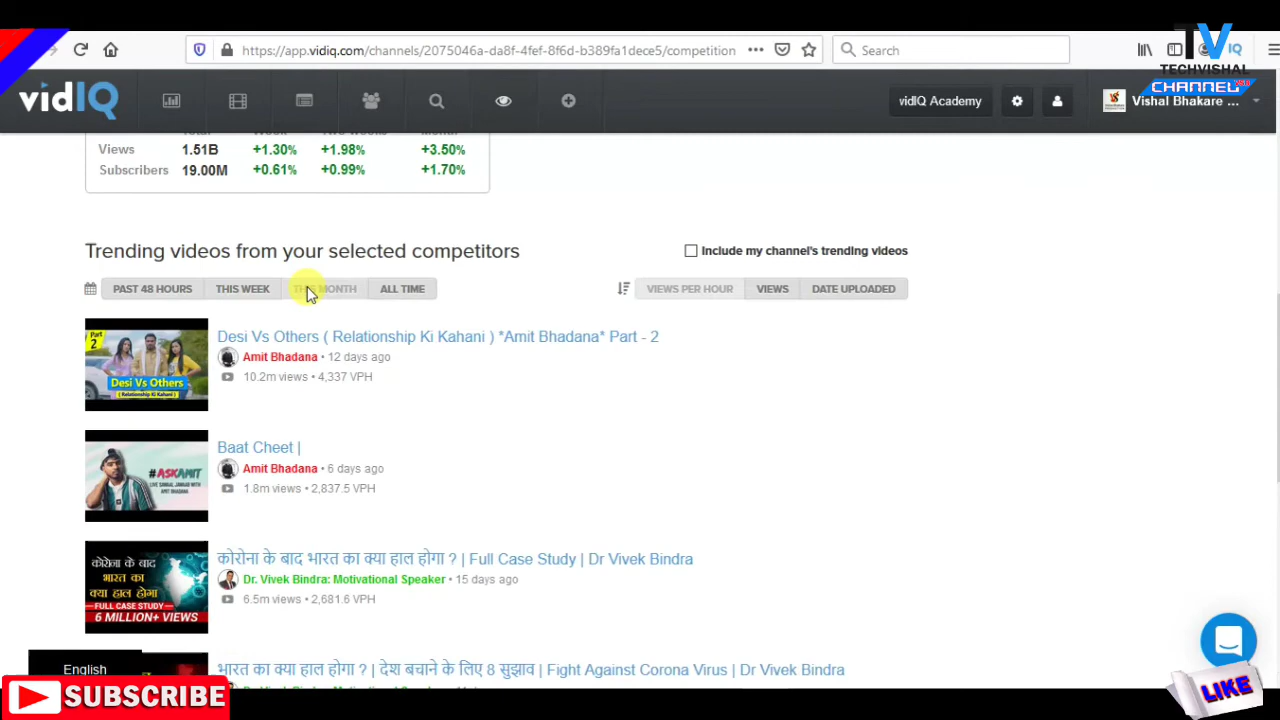 https://app.vidiq.com/channels/2075046a-da8f-4fef-8f6d-b389fa1dece5/competition
Search
IQ
TV
TECHVISHAL
CHANNEL
vidIQ
vidIQ Academy
Vishal Bhakare ...
Views 1.51B +1.30% +1.98% +3.50%
Subscribers 19.00M +0.61% +0.99% +1.70%
Trending videos from your selected competitors
Include my channel's trending videos
PAST 48 HOURS THIS WEEK THIS MONTH ALL TIME
VIEWS PER HOUR VIEWS DATE UPLOADED
Part
2
Desi Vs Others
( Relationship Ki Kahani )
Desi Vs Others ( Relationship Ki Kahani ) *Amit Bhadana* Part - 2
Amit Bhadana • 12 days ago
10.2m views • 4,337 VPH
#ASKAMIT
Baat Cheet |
Amit Bhadana • 6 days ago
1.8m views • 2,837.5 VPH
कोरोना के बाद
भारत का
क्या हाल होगा ?
FULL CASE STUDY
6 MILLION+ VIEWS
कोरोना के बाद भारत का क्या हाल होगा ? | Full Case Study | Dr Vivek Bindra
Dr. Vivek Bindra: Motivational Speaker • 15 days ago
6.5m views • 2,681.6 VPH
भारत का क्या हाल होगा ? | देश बचाने के लिए 8 सुझाव | Fight Against Corona Virus | Dr Vivek Bindra
English
SUBSCRIBE
LIKE